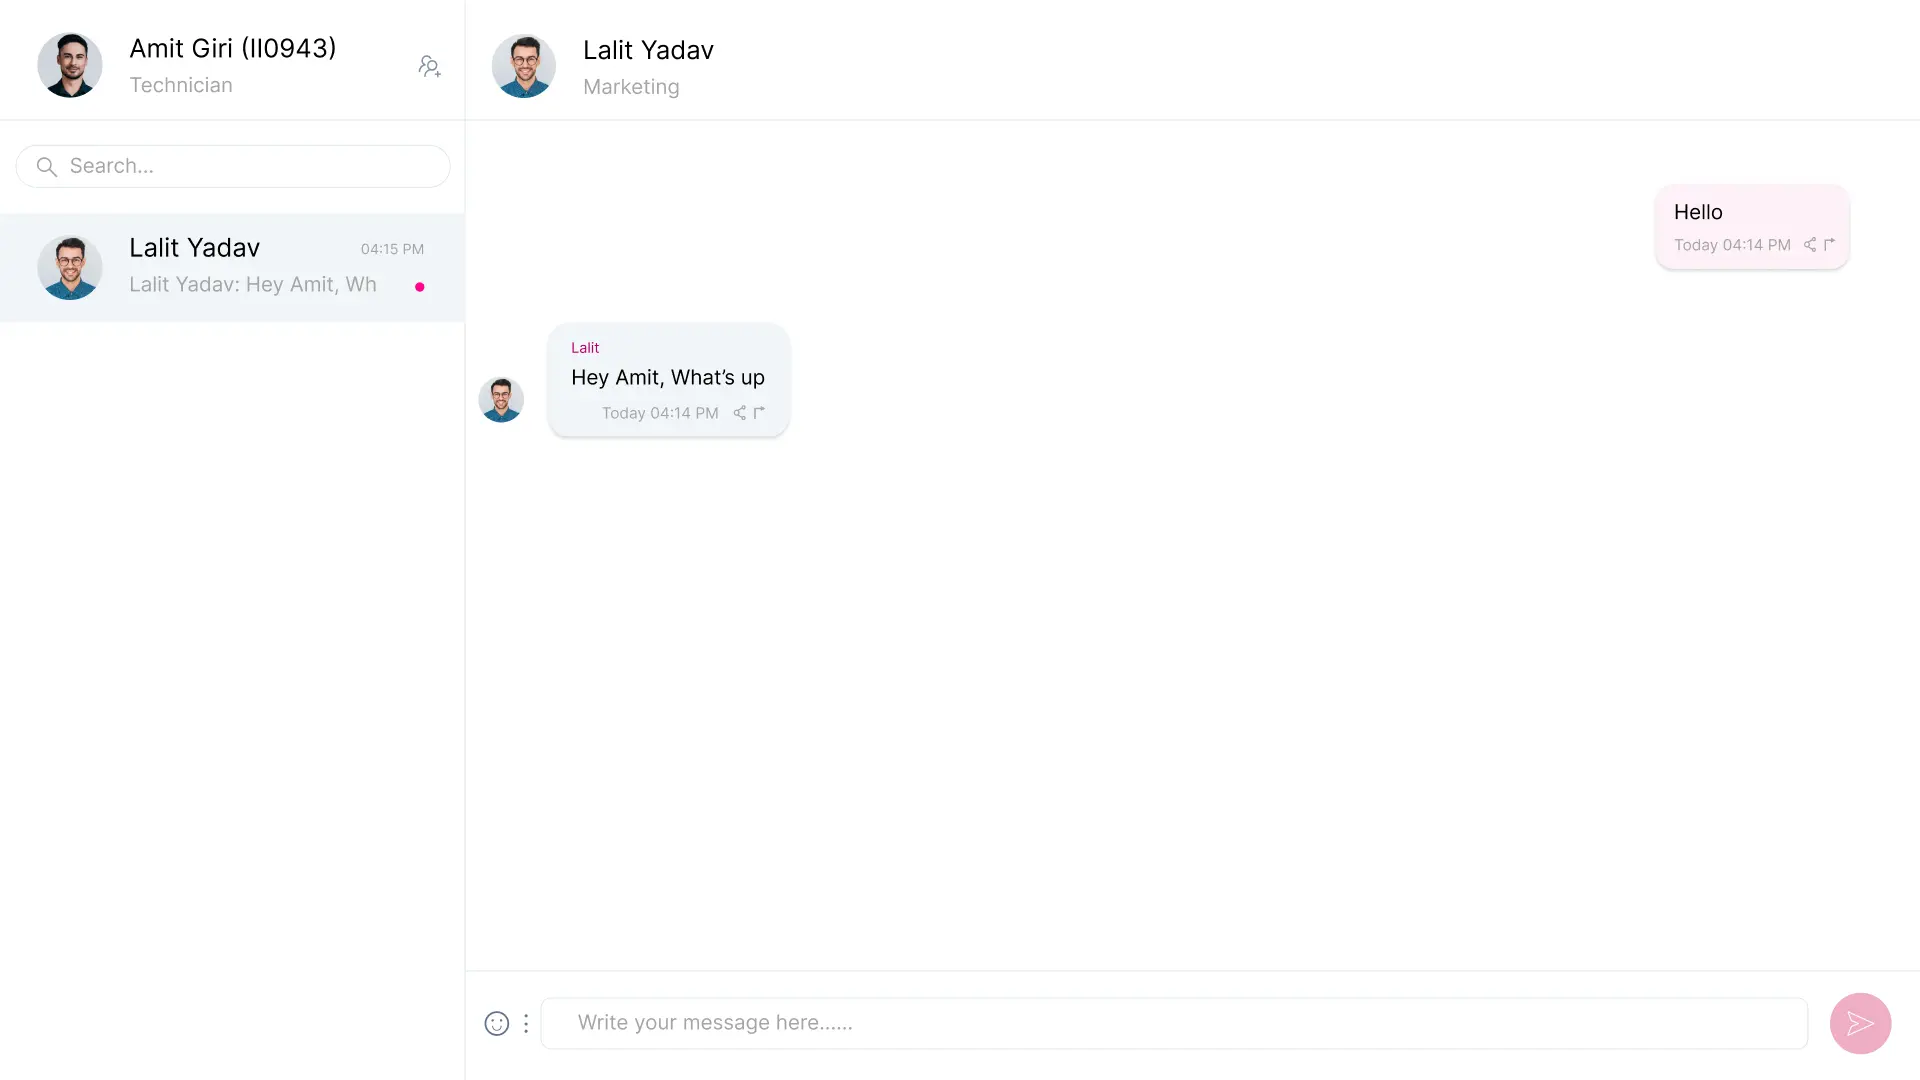 Amit Giri (II0943)
Technician
Search...
Lalit Yadav
04:15 PM
Lalit Yadav: Hey Amit, Wh
Lalit Yadav
Marketing
Hello
Today 04:14 PM
Lalit
Hey Amit, What’s up
Today 04:14 PM
Write your message here......